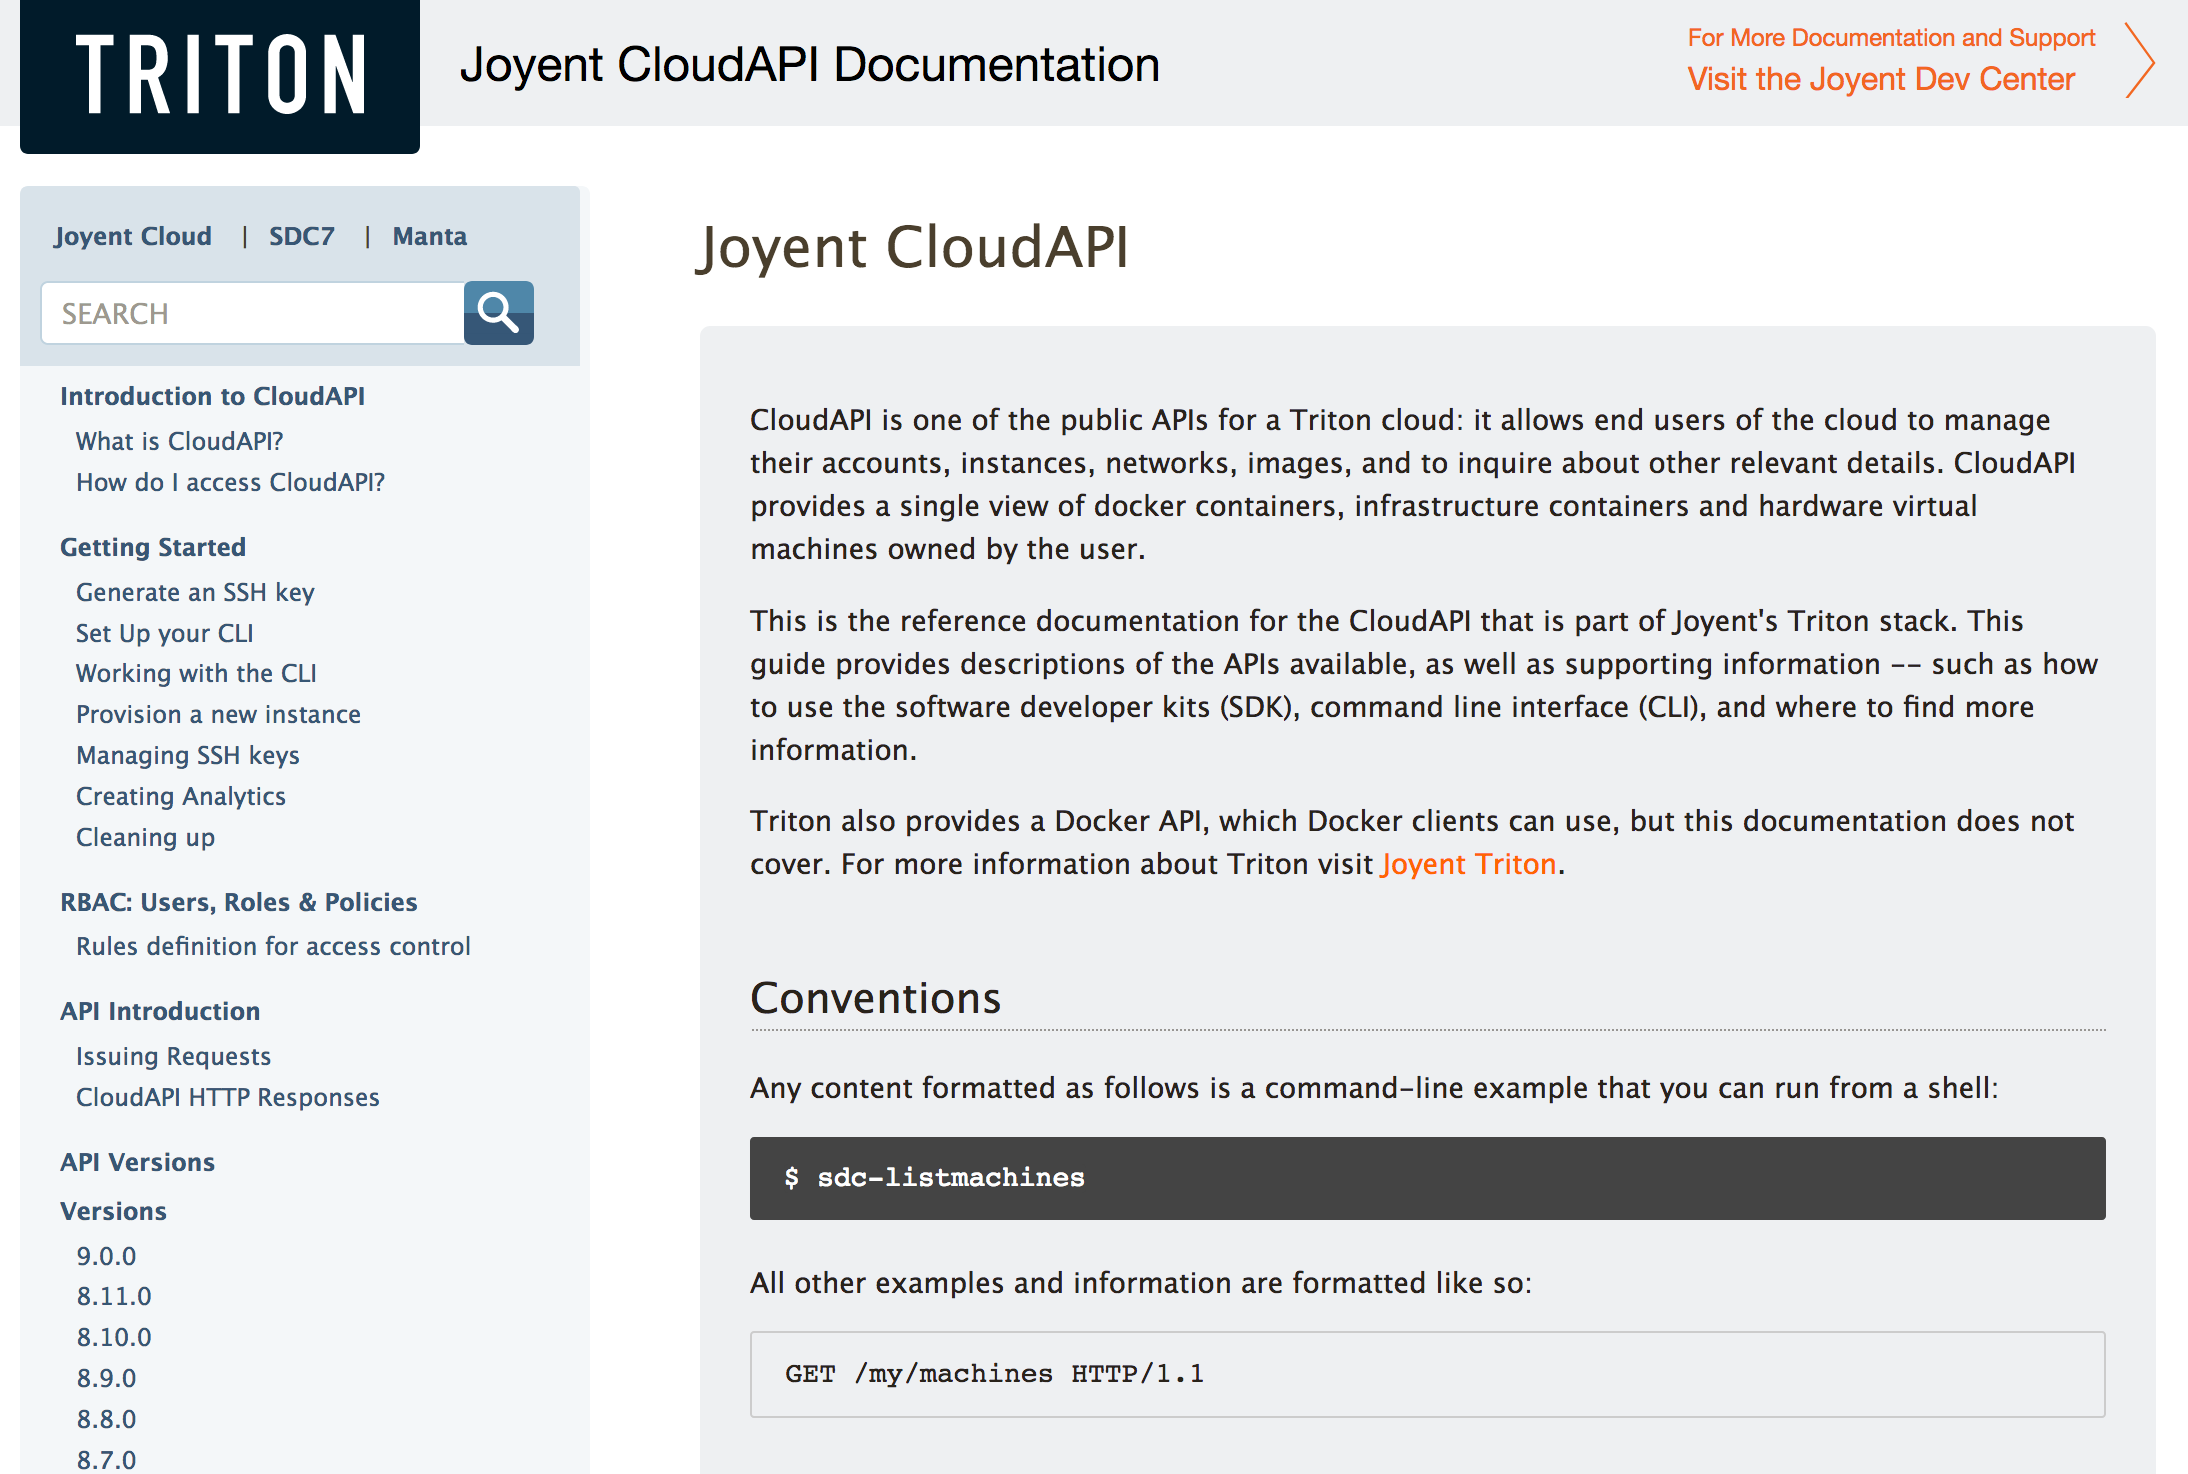 TRITON
Joyent CloudAPI Documentation
For More Documentation and Support
Visit the Joyent Dev Center
Joyent Cloud | SDC7 | Manta
SEARCH
Introduction to CloudAPI
What is CloudAPI?
How do I access CloudAPI?
Getting Started
Generate an SSH key
Set Up your CLI
Working with the CLI
Provision a new instance
Managing SSH keys
Creating Analytics
Cleaning up
RBAC: Users, Roles & Policies
Rules definition for access control
API Introduction
Issuing Requests
CloudAPI HTTP Responses
API Versions
Versions
9.0.0
8.11.0
8.10.0
8.9.0
8.8.0
8.7.0
Joyent CloudAPI
CloudAPI is one of the public APIs for a Triton cloud: it allows end users of the cloud to manage
their accounts, instances, networks, images, and to inquire about other relevant details. CloudAPI
provides a single view of docker containers, infrastructure containers and hardware virtual
machines owned by the user.
This is the reference documentation for the CloudAPI that is part of Joyent's Triton stack. This
guide provides descriptions of the APIs available, as well as supporting information -- such as how
to use the software developer kits (SDK), command line interface (CLI), and where to find more
information.
Triton also provides a Docker API, which Docker clients can use, but this documentation does not
cover. For more information about Triton visit Joyent Triton.
Conventions
Any content formatted as follows is a command-line example that you can run from a shell:
$ sdc-listmachines
All other examples and information are formatted like so:
GET /my/machines HTTP/1.1